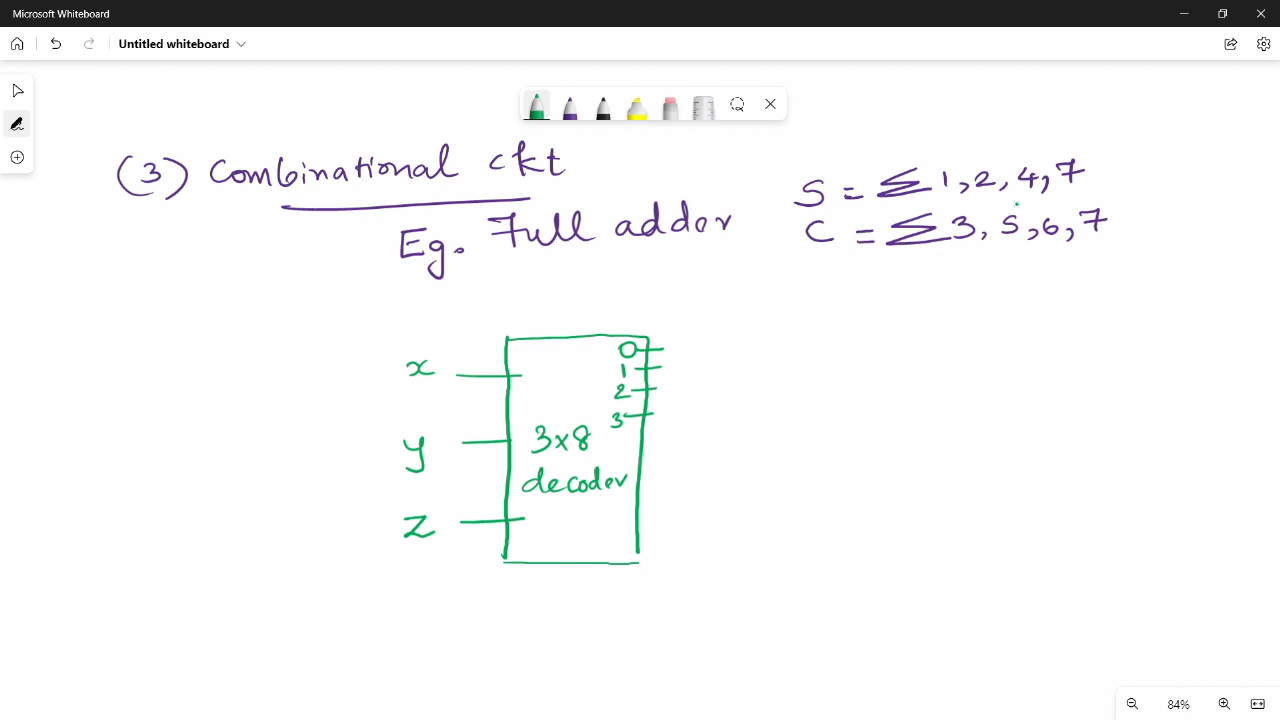 Microsoft Whiteboard
Untitled whiteboard
(3) Combinational ckt
Eg. Full adder
S = Σ 1,2,4,7
C = Σ 3,5,6,7
x
y
z
0
1
2
3
3x8
decoder
84%